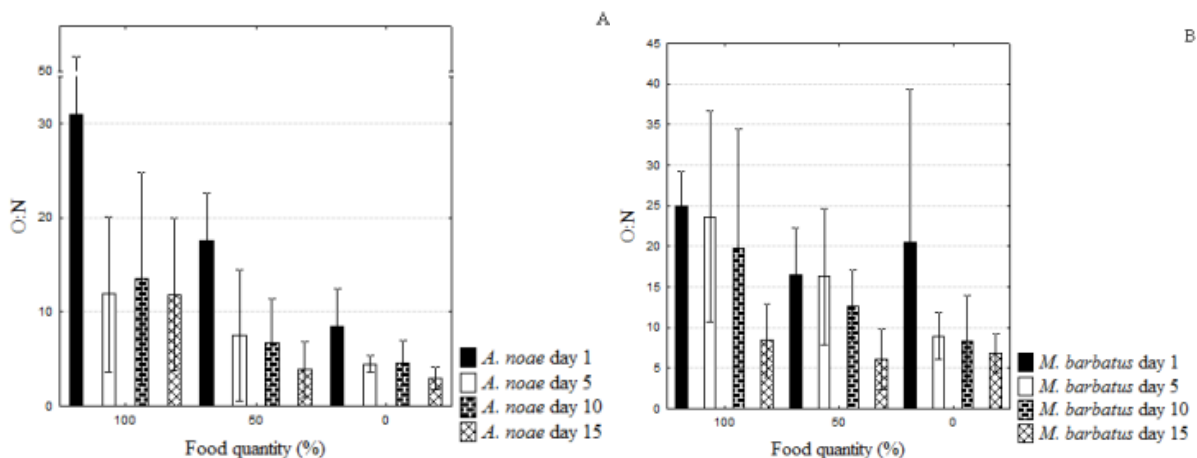 A
50
30
20
10
0
O:N
100
50
0
Food quantity (%)
A. noae day 1
A. noae day 5
A. noae day 10
A. noae day 15
B
45
40
35
30
25
20
15
10
5
0
O:N
100
50
0
Food quantity (%)
M. barbatus day 1
M. barbatus day 5
M. barbatus day 10
M. barbatus day 15